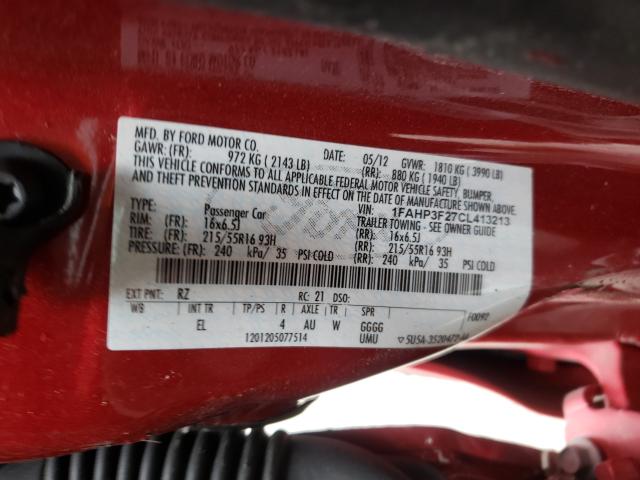 MFD. BY FORD MOTOR CO. DATE: 05/12 GVWR: 1810 KG (3990 LB)
GAWR: (FR): 972 KG (2143 LB) (RR): 880 KG (1940 LB)
THIS VEHICLE CONFORMS TO ALL APPLICABLE FEDERAL MOTOR VEHICLE SAFETY, BUMPER,
AND THEFT PREVENTION STANDARDS IN EFFECT ON THE DATE OF MANUFACTURE SHOWN ABOVE.
TYPE: Passenger Car VIN: 1FAHP3F27CL413213
RIM: (FR): 16x6.5J TRAILER TOWING - SEE OWNER GUIDE
(RR): 16x6.5J
TIRE: (FR): 215/55R16 93H (RR): 215/55R16 93H
PRESSURE: (FR): 240 kPa/ 35 PSI COLD (RR): 240 kPa/ 35 PSI COLD
EXT PNT: RZ RC: 21 DSO: F0092
WB INT TR TP/PS R AXLE TR SPR
EL 4 AU W GGGG
1201205077514 UMU